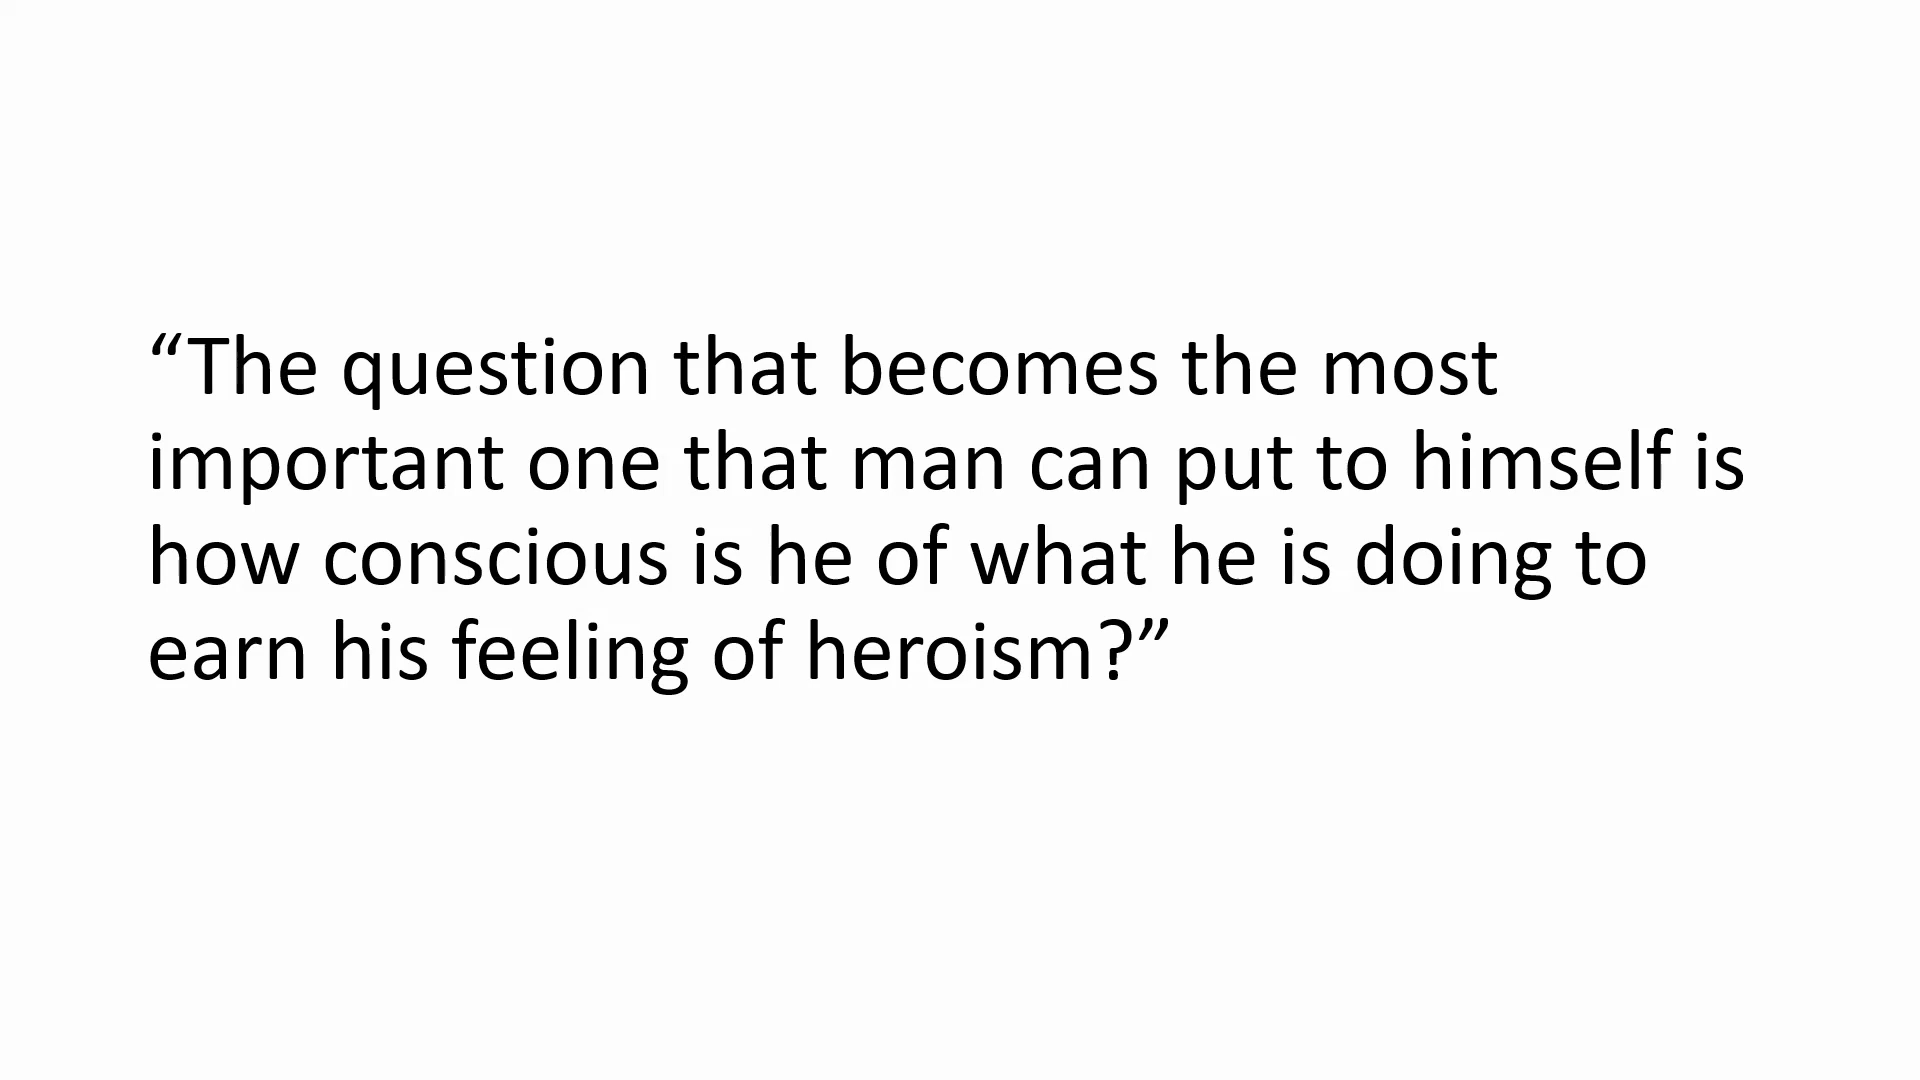 “The question that becomes the most
important one that man can put to himself is
how conscious is he of what he is doing to
earn his feeling of heroism?”